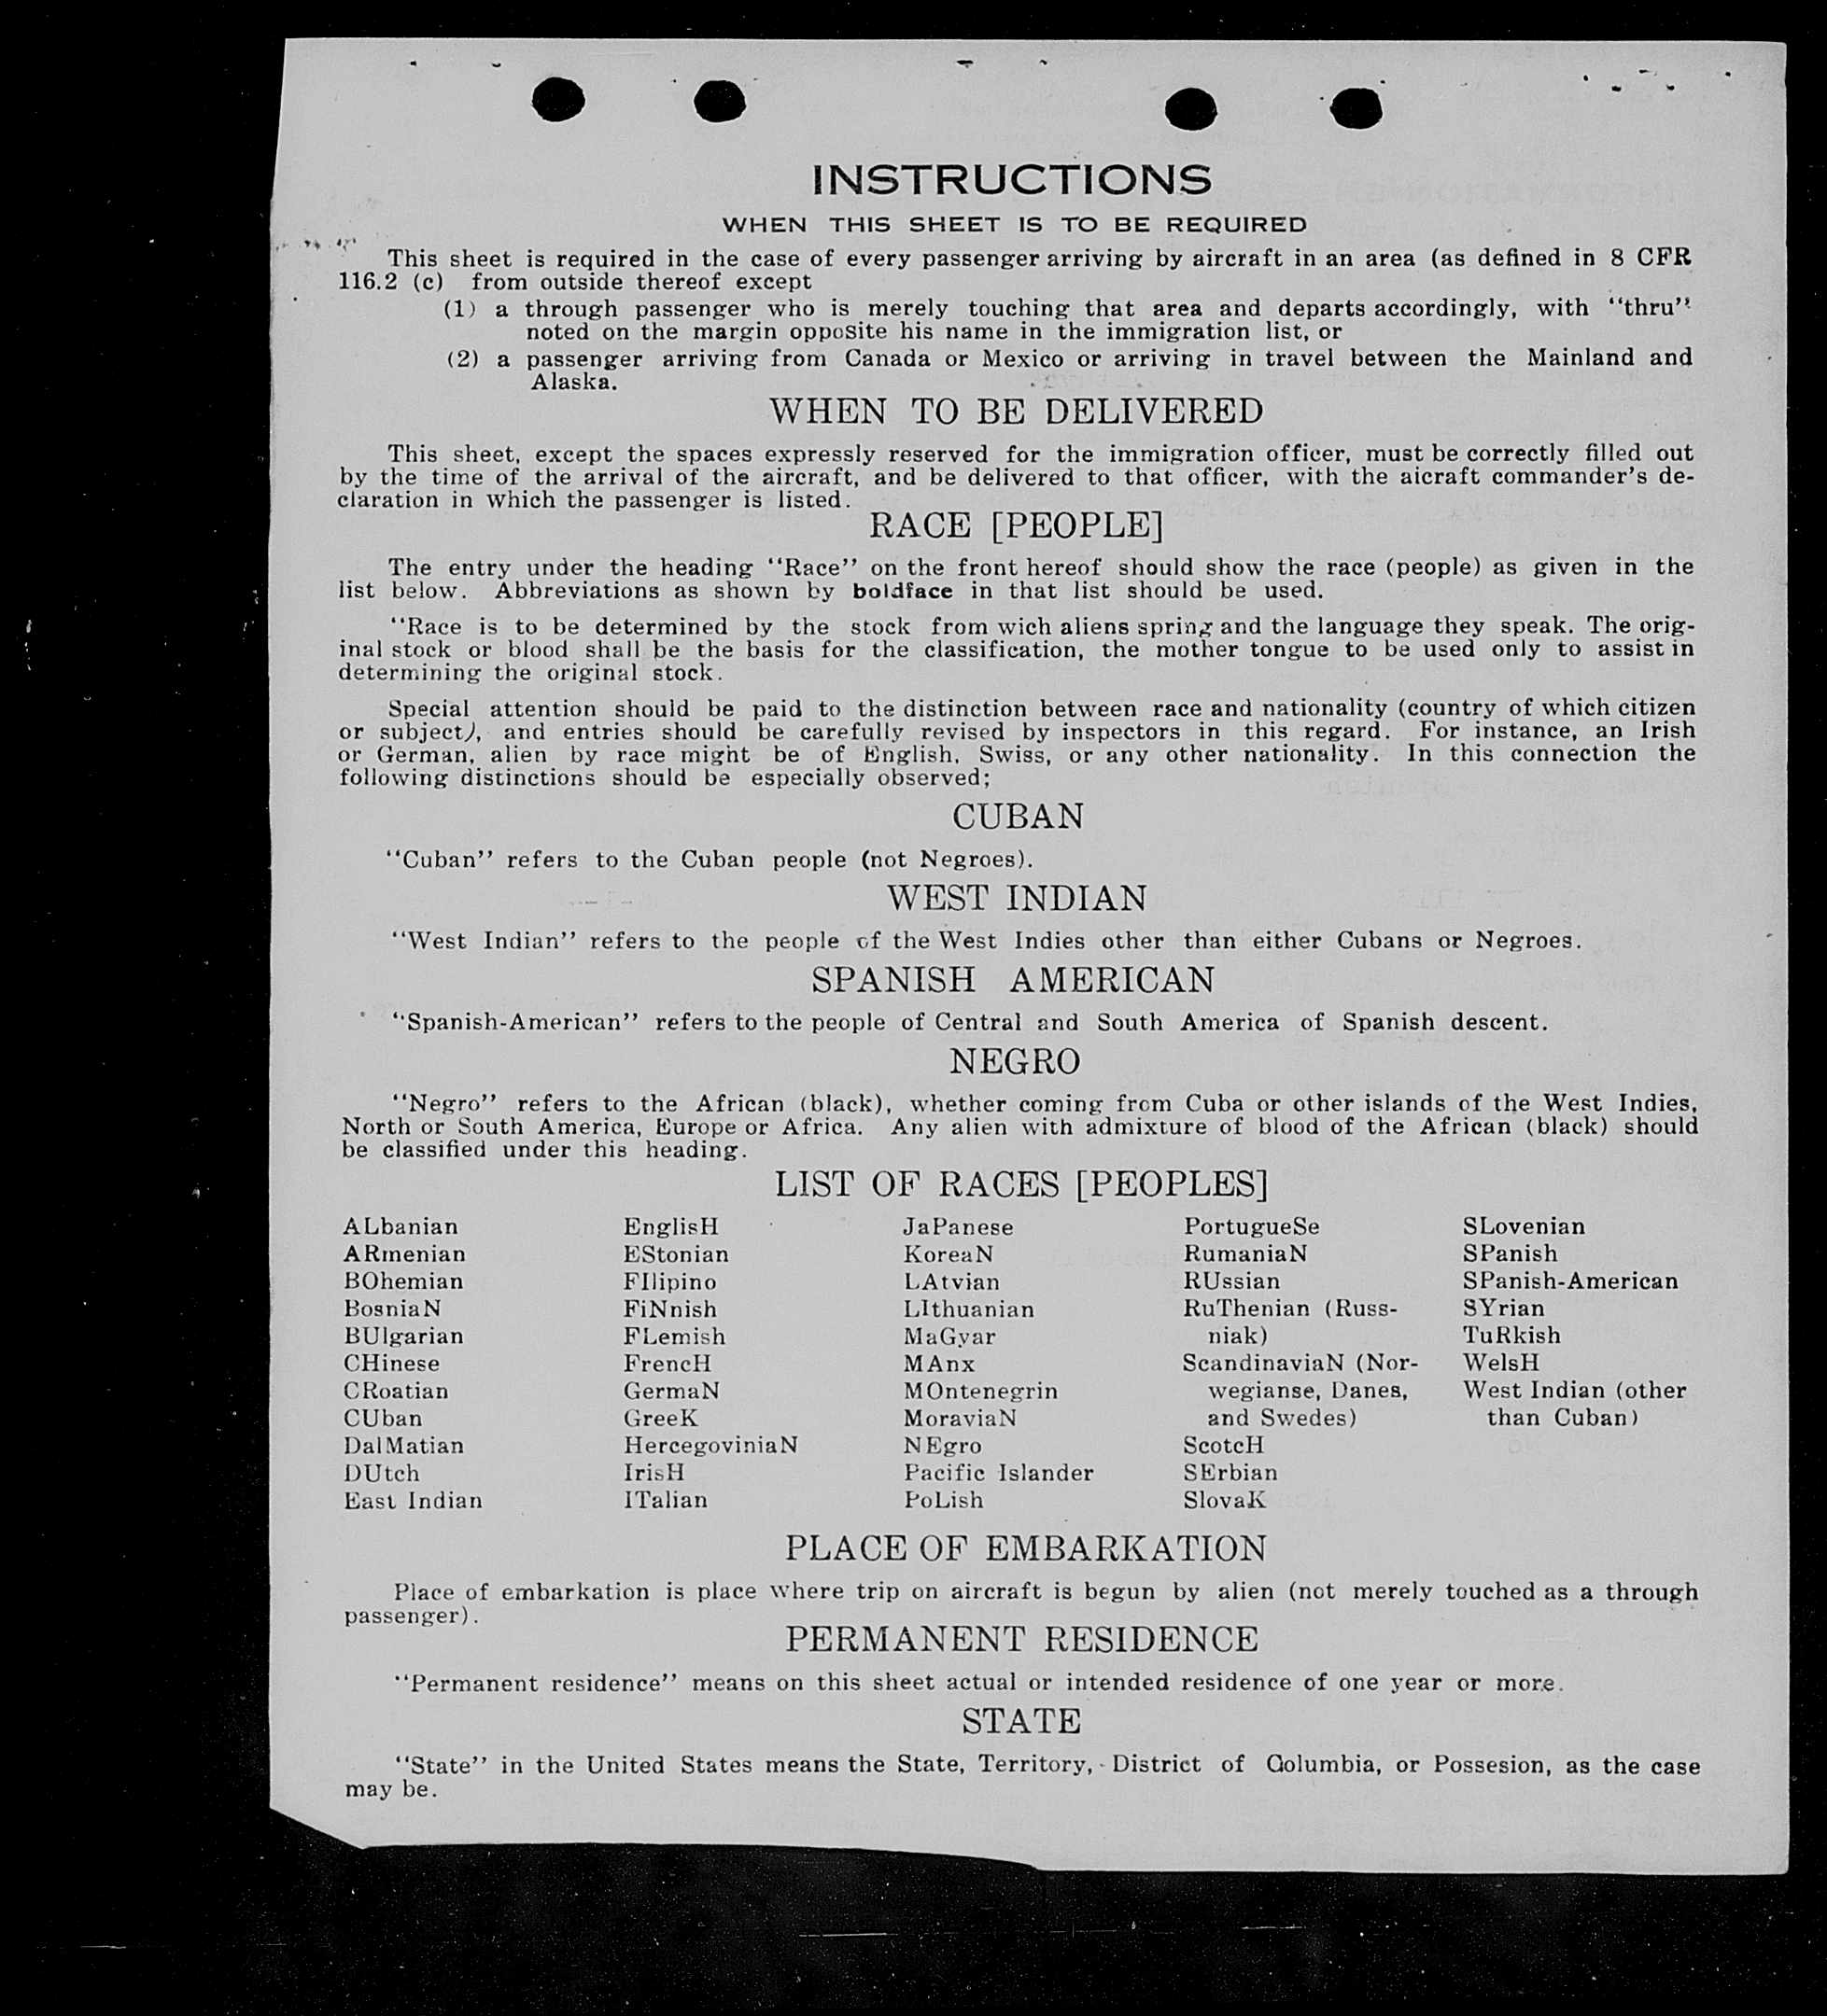 INSTRUCTIONS
WHEN THIS SHEET IS TO BE REQUIRED
This sheet is required in the case of every passenger arriving by aircraft in an area (as defined in 8 CFR
116.2 (c) from outside thereof except
(1) a through passenger who is merely touching that area and departs accordingly, with "thru"
noted on the margin opposite his name in the immigration list, or
(2) a passenger arriving from Canada or Mexico or arriving in travel between the Mainland and
Alaska.
WHEN TO BE DELIVERED
This sheet, except the spaces expressly reserved for the immigration officer, must be correctly filled out
by the time of the arrival of the aircraft, and be delivered to that officer, with the aicraft commander's de-
claration in which the passenger is listed.
RACE [PEOPLE]
The entry under the heading "Race" on the front hereof should show the race (people) as given in the
list below. Abbreviations as shown by boldface in that list should be used.
"Race is to be determined by the stock from wich aliens spring and the language they speak. The orig-
inal stock or blood shall be the basis for the classification, the mother tongue to be used only to assist in
determining the original stock.
Special attention should be paid to the distinction between race and nationality (country of which citizen
or subject), and entries should be carefully revised by inspectors in this regard. For instance, an Irish
or German, alien by race might be of English, Swiss, or any other nationality. In this connection the
following distinctions should be especially observed;
CUBAN
"Cuban" refers to the Cuban people (not Negroes).
WEST INDIAN
"West Indian" refers to the people of the West Indies other than either Cubans or Negroes.
SPANISH AMERICAN
"Spanish-American" refers to the people of Central and South America of Spanish descent.
NEGRO
"Negro" refers to the African (black), whether coming from Cuba or other islands of the West Indies,
North or South America, Europe or Africa. Any alien with admixture of blood of the African (black) should
be classified under this heading.
LIST OF RACES [PEOPLES]
ALbanian
ARmenian
BOhemian
BosniaN
BUlgarian
CHinese
CRoatian
CUban
DalMatian
DUtch
East Indian
EnglisH
EStonian
FIlipino
FiNnish
FLemish
FrencH
GermaN
GreeK
HercegoviniaN
IrisH
ITalian
JaPanese
KoreaN
LAtvian
LIthuanian
MaGyar
MAnx
MOntenegrin
MoraviaN
NEgro
Pacific Islander
PoLish
PortugueSe
RumaniaN
RUssian
RuThenian (Russ-
niak)
ScandinaviaN (Nor-
wegianse, Danes,
and Swedes)
ScotcH
SErbian
SlovaK
SLovenian
SPanish
SPanish-American
SYrian
TuRkish
WelsH
West Indian (other
than Cuban)
PLACE OF EMBARKATION
Place of embarkation is place where trip on aircraft is begun by alien (not merely touched as a through
passenger).
PERMANENT RESIDENCE
"Permanent residence" means on this sheet actual or intended residence of one year or more.
STATE
"State" in the United States means the State, Territory, District of Columbia, or Possesion, as the case
may be.